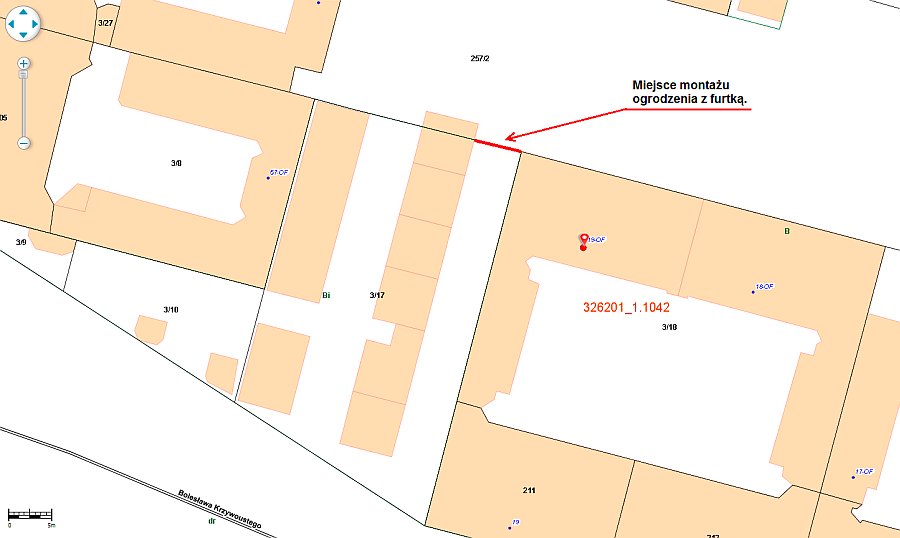 3/27
257/2
Miejsce montażu
ogrodzenia z furtką.
05
3/8
57-OF
B
3/9
19-OF
18-OF
Bi
3/17
326201_1.1042
3/10
3/18
17-OF
211
Bolesława Krzywoustego
dr
19
0 5m